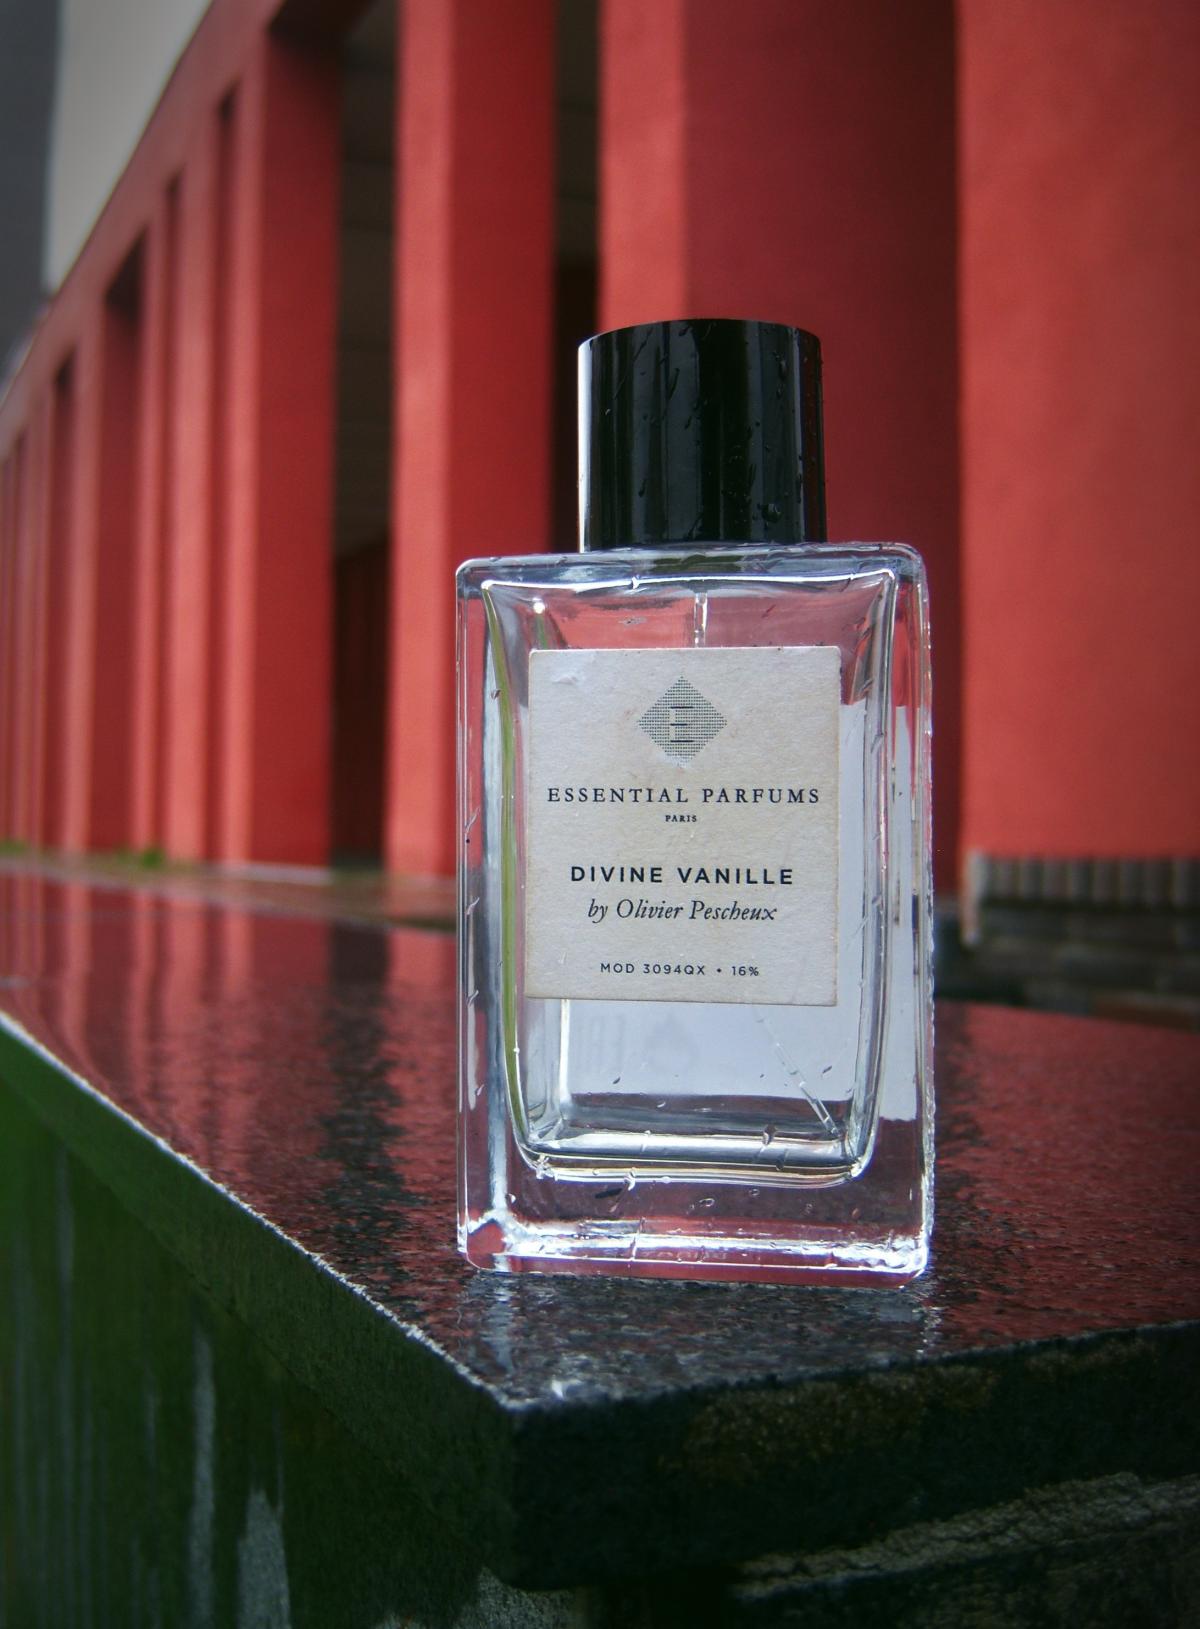 E
ESSENTIAL PARFUMS
PARIS
DIVINE VANILLE
by Olivier Pescheux
MOD 3094QX • 16%